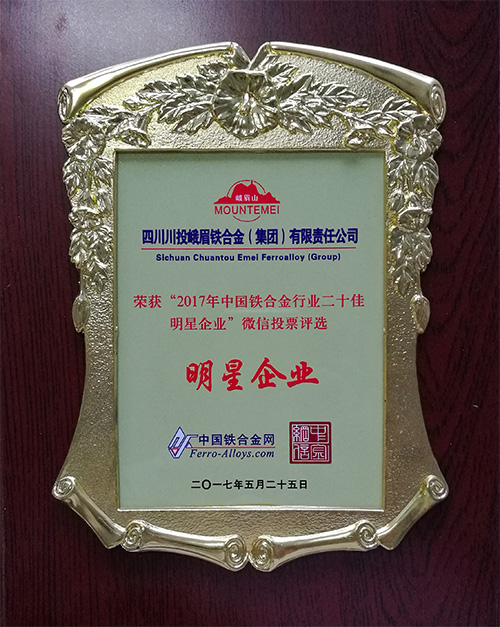 峨眉山
MOUNTEMEI
四川川投峨眉铁合金（集团）有限责任公司
Sichuan Chuantou Emei Ferroalloy (Group)
荣获“2017年中国铁合金行业二十佳
明星企业”微信投票评选
明星企业
中国铁合金网
Ferro-Alloys.com
二〇一七年五月二十五日